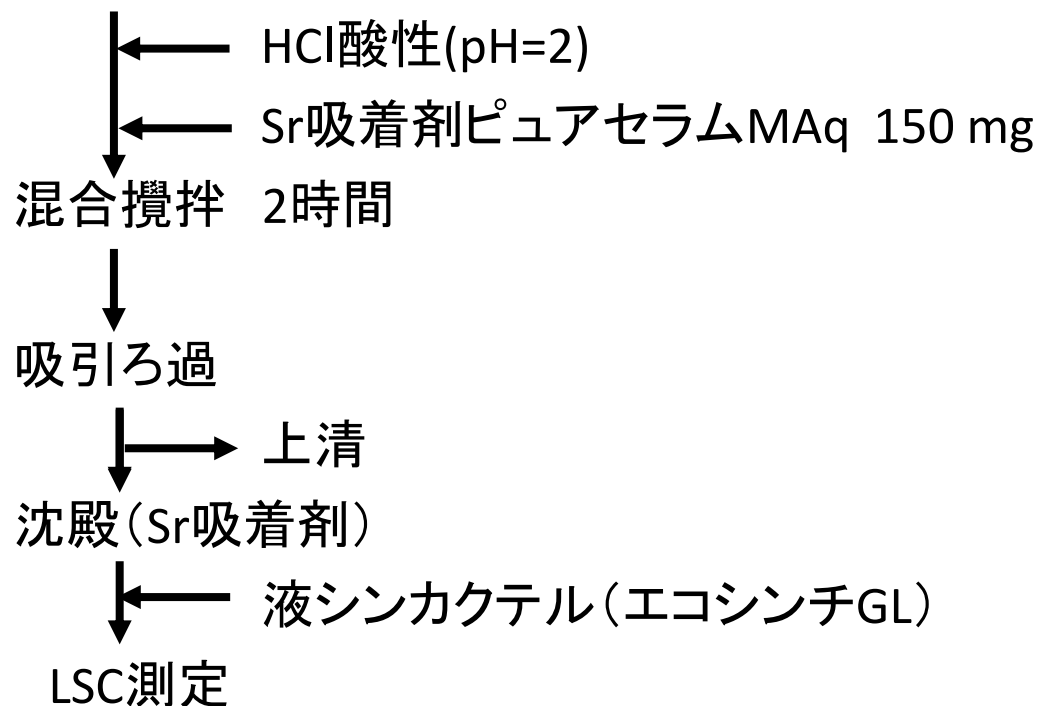 HCl酸性(pH=2)
Sr吸着剤ピュアセラムMAq 150 mg
混合攪拌 2時間
吸引ろ過
上清
沈殿（Sr吸着剤）
液シンカクテル（エコシンチGL）
LSC測定